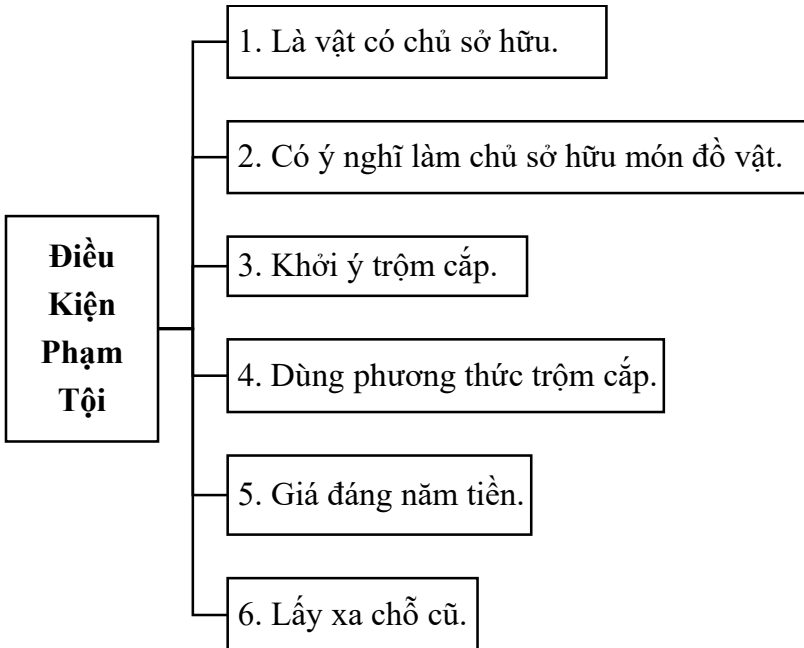 Điều
Kiện
Phạm
Tội
1. Là vật có chủ sở hữu.
2. Có ý nghĩ làm chủ sở hữu món đồ vật.
3. Khởi ý trộm cắp.
4. Dùng phương thức trộm cắp.
5. Giá đáng năm tiền.
6. Lấy xa chỗ cũ.